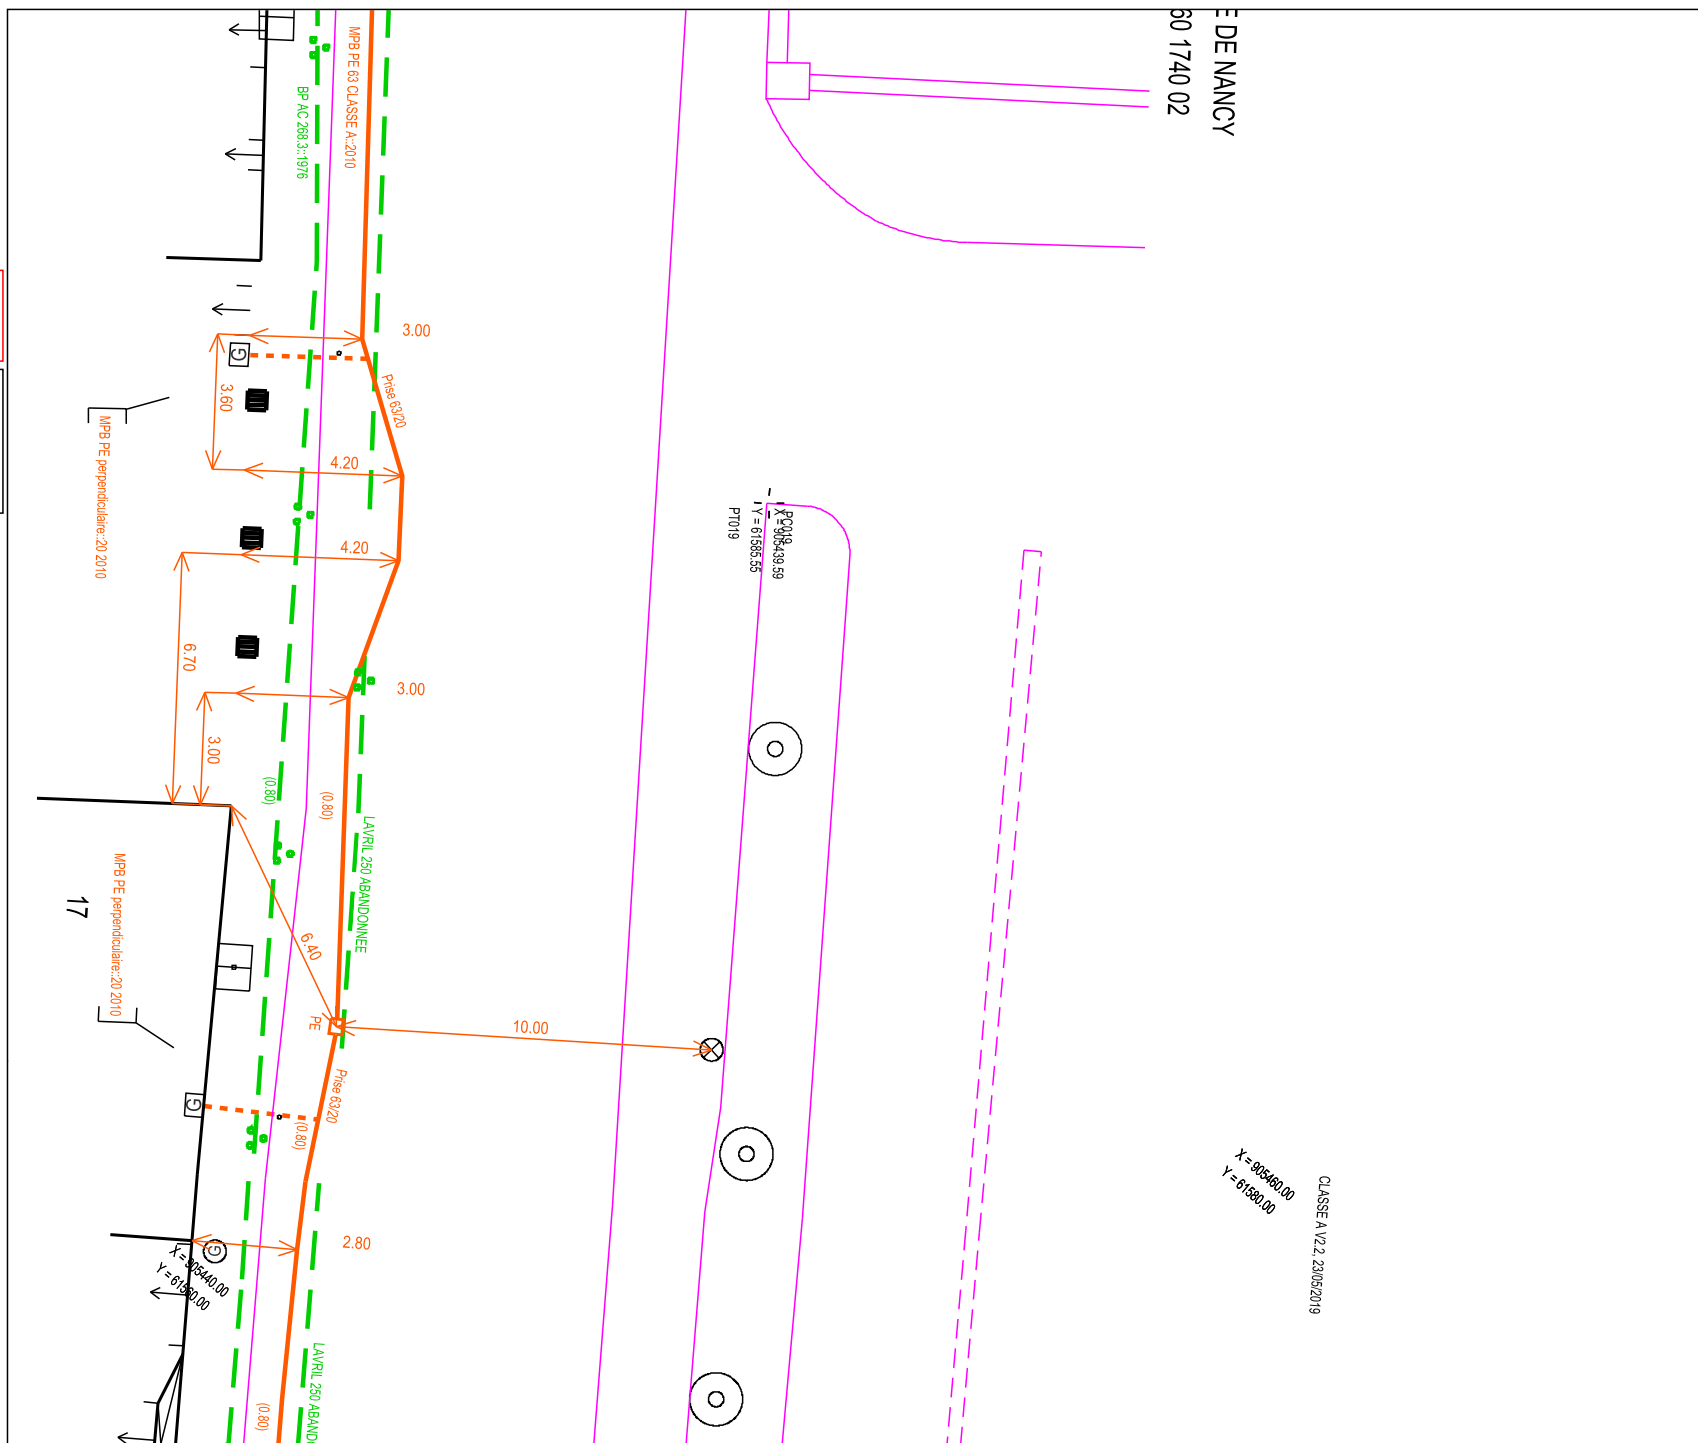 E DE NANCY
60 1740 02
MPB PE 63 CLASSE A::2010
BP AC 268.3::1976
3.00
G
3.60
Prise 63/20
4.20
MPB PE perpendiculaire::20 2010
4.20
PC019
X = 905439.59
Y = 61585.55
PT019
6.70
3.00
3.00
(0.80)
(0.80)
LAVRIL 250 ABANDONNEE
MPB PE perpendiculaire::20 2010
17
6.40
PE
10.00
Prise 63/20
G
(0.80)
X = 905460.00
Y = 61580.00
CLASSE A V2.2, 23/05/2019
2.80
G
X = 905440.00
Y = 61560.00
LAVRIL 250 ABAND
(0.80)